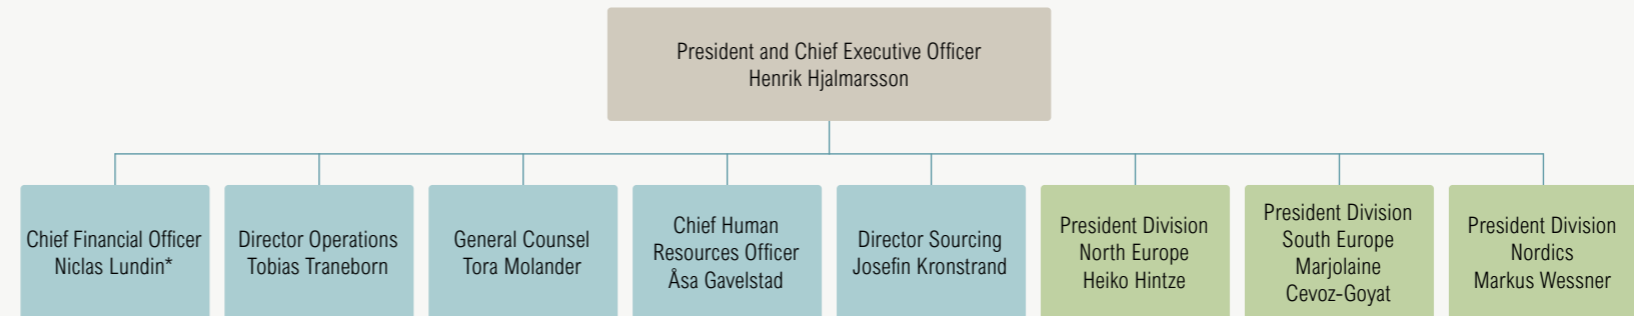 President and Chief Executive Officer
Henrik Hjalmarsson
Chief Financial Officer
Niclas Lundin*
Director Operations
Tobias Traneborn
General Counsel
Tora Molander
Chief Human
Resources Officer
Åsa Gavelstad
Director Sourcing
Josefin Kronstrand
President Division
North Europe
Heiko Hintze
President Division
South Europe
Marjolaine
Cevoz-Goyat
President Division
Nordics
Markus Wessner